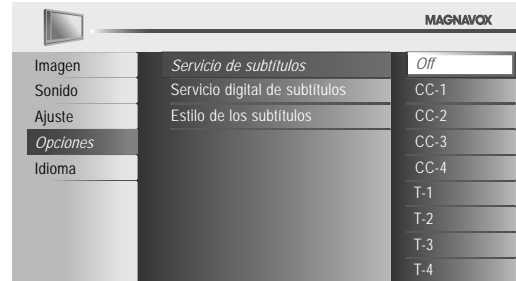 MAGNAVOX
Imagen
Sonido
Ajuste
Opciones
Idioma
Servicio de subtítulos
Servicio digital de subtítulos
Estilo de los subtítulos
Off
CC-1
CC-2
CC-3
CC-4
T-1
T-2
T-3
T-4